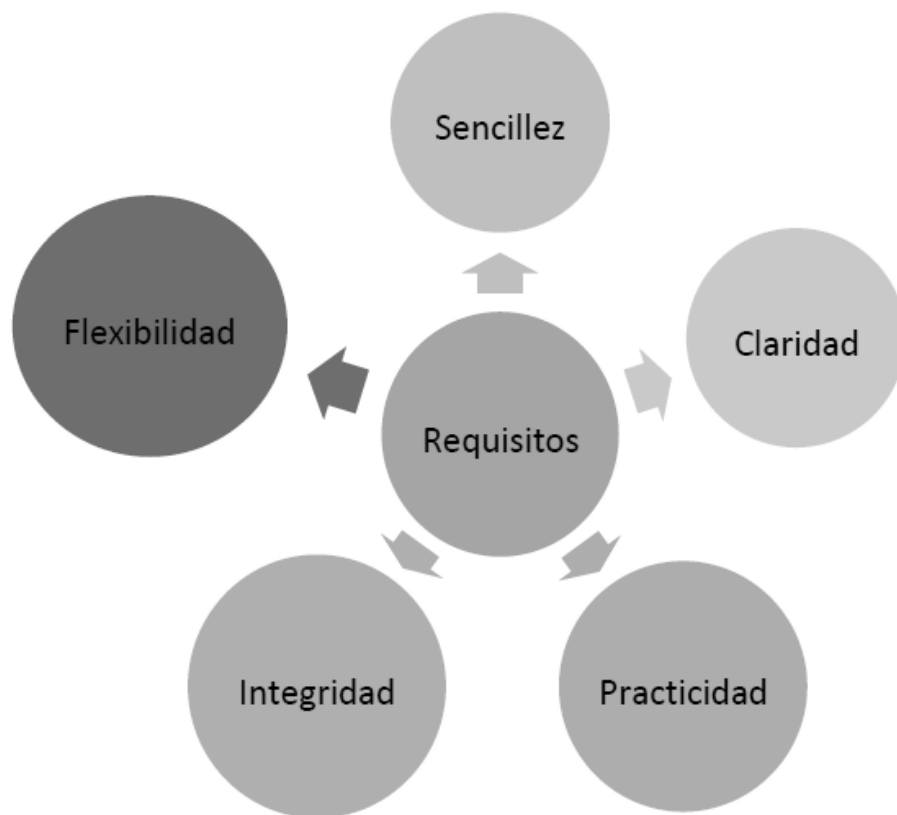 Sencillez
Flexibilidad
Claridad
Requisitos
Integridad
Practicidad